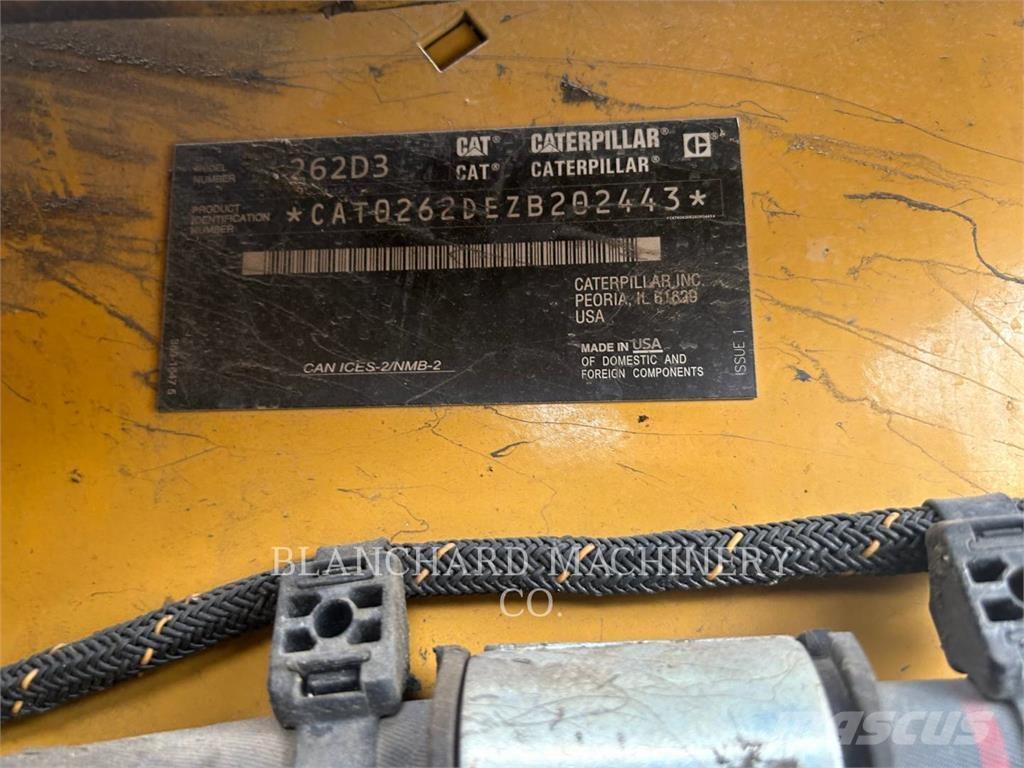 CAT® CATERPILLAR®
MODEL NUMBER 262D3 CAT® CATERPILLAR®
PRODUCT IDENTIFICATION NUMBER *CAT0262DEZB202443*
CATERPILLAR INC.
PEORIA, IL 61629
USA
MADE IN USA
OF DOMESTIC AND
FOREIGN COMPONENTS
CAN ICES-2/NMB-2
ISSUE 1
BLANCHARD MACHINERY
CO.
MASCUS